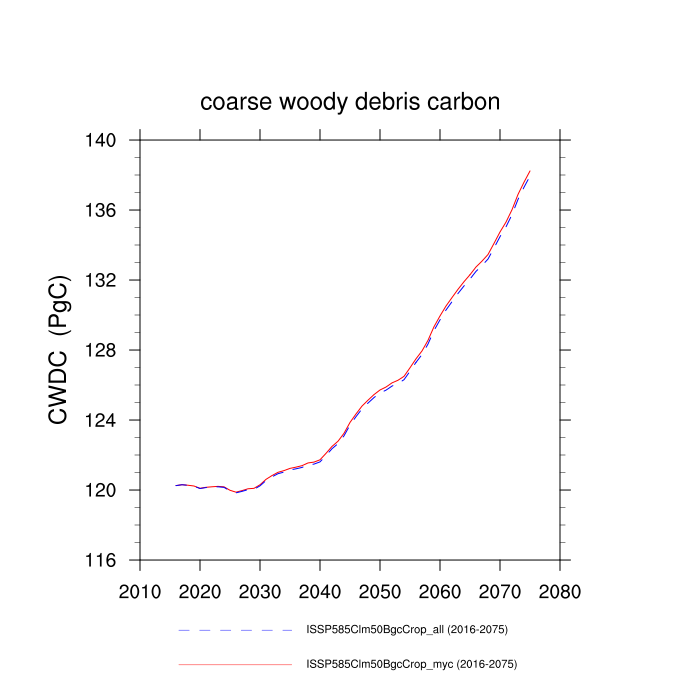 coarse woody debris carbon
CWDC (PgC)
140
136
132
128
124
120
116
2010 2020 2030 2040 2050 2060 2070 2080
ISSP585Clm50BgcCrop_all (2016-2075)
ISSP585Clm50BgcCrop_myc (2016-2075)